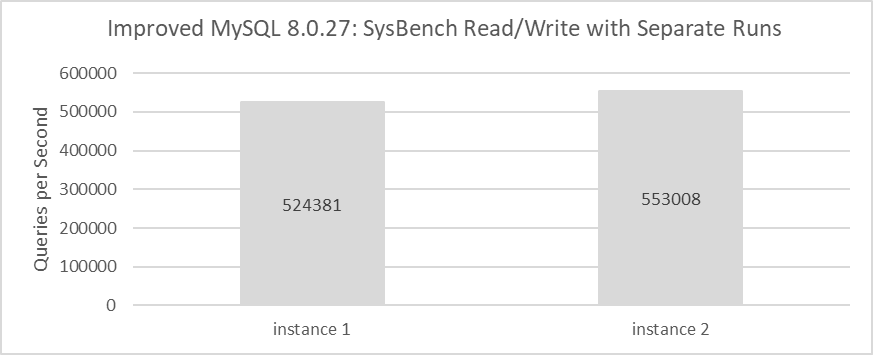 Improved MySQL 8.0.27: SysBench Read/Write with Separate Runs
Queries per Second
600000
500000
400000
300000
200000
100000
0
524381
553008
instance 1
instance 2